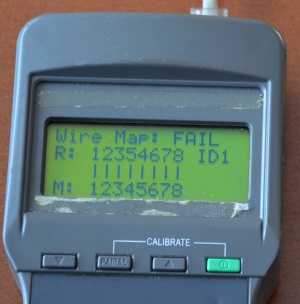 Wire Map: FAIL
R: 12354678 ID1
||||||||
M: 12345678
CALIBRATE